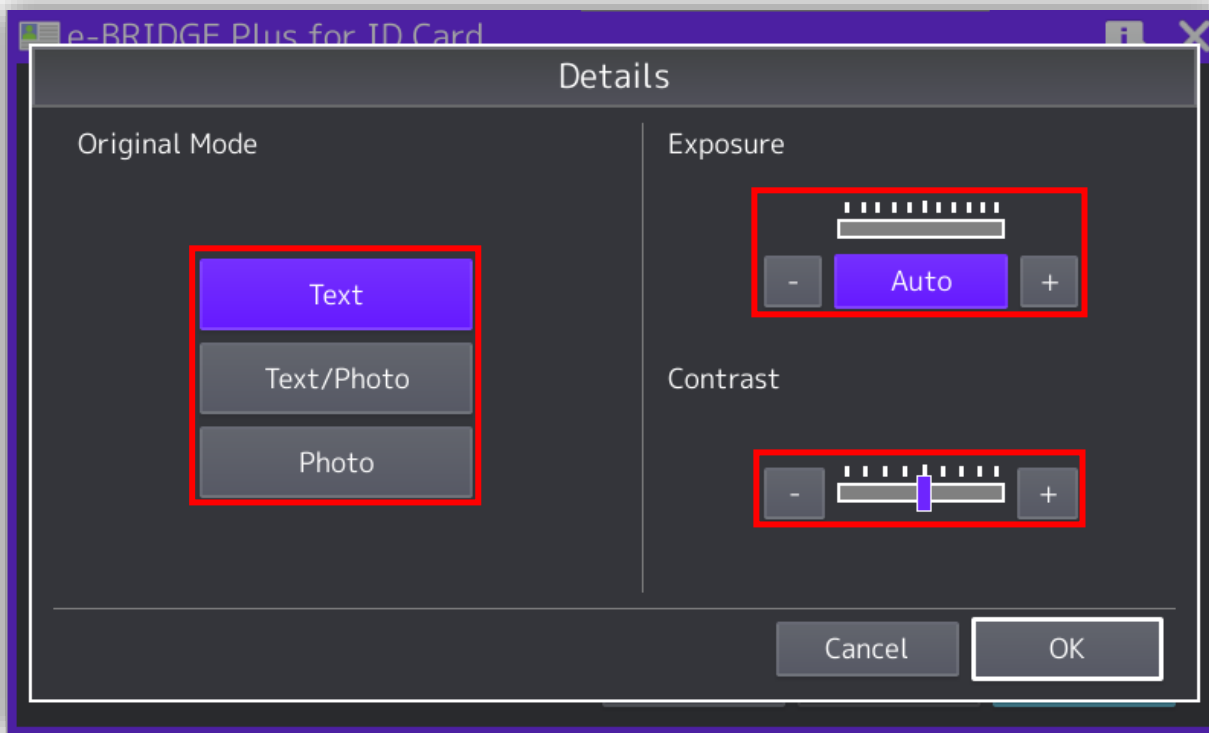 e-BRIDGE Plus for ID Card
Details
Original Mode
Text
Text/Photo
Photo
Exposure
- Auto +
Contrast
- +
Cancel
OK